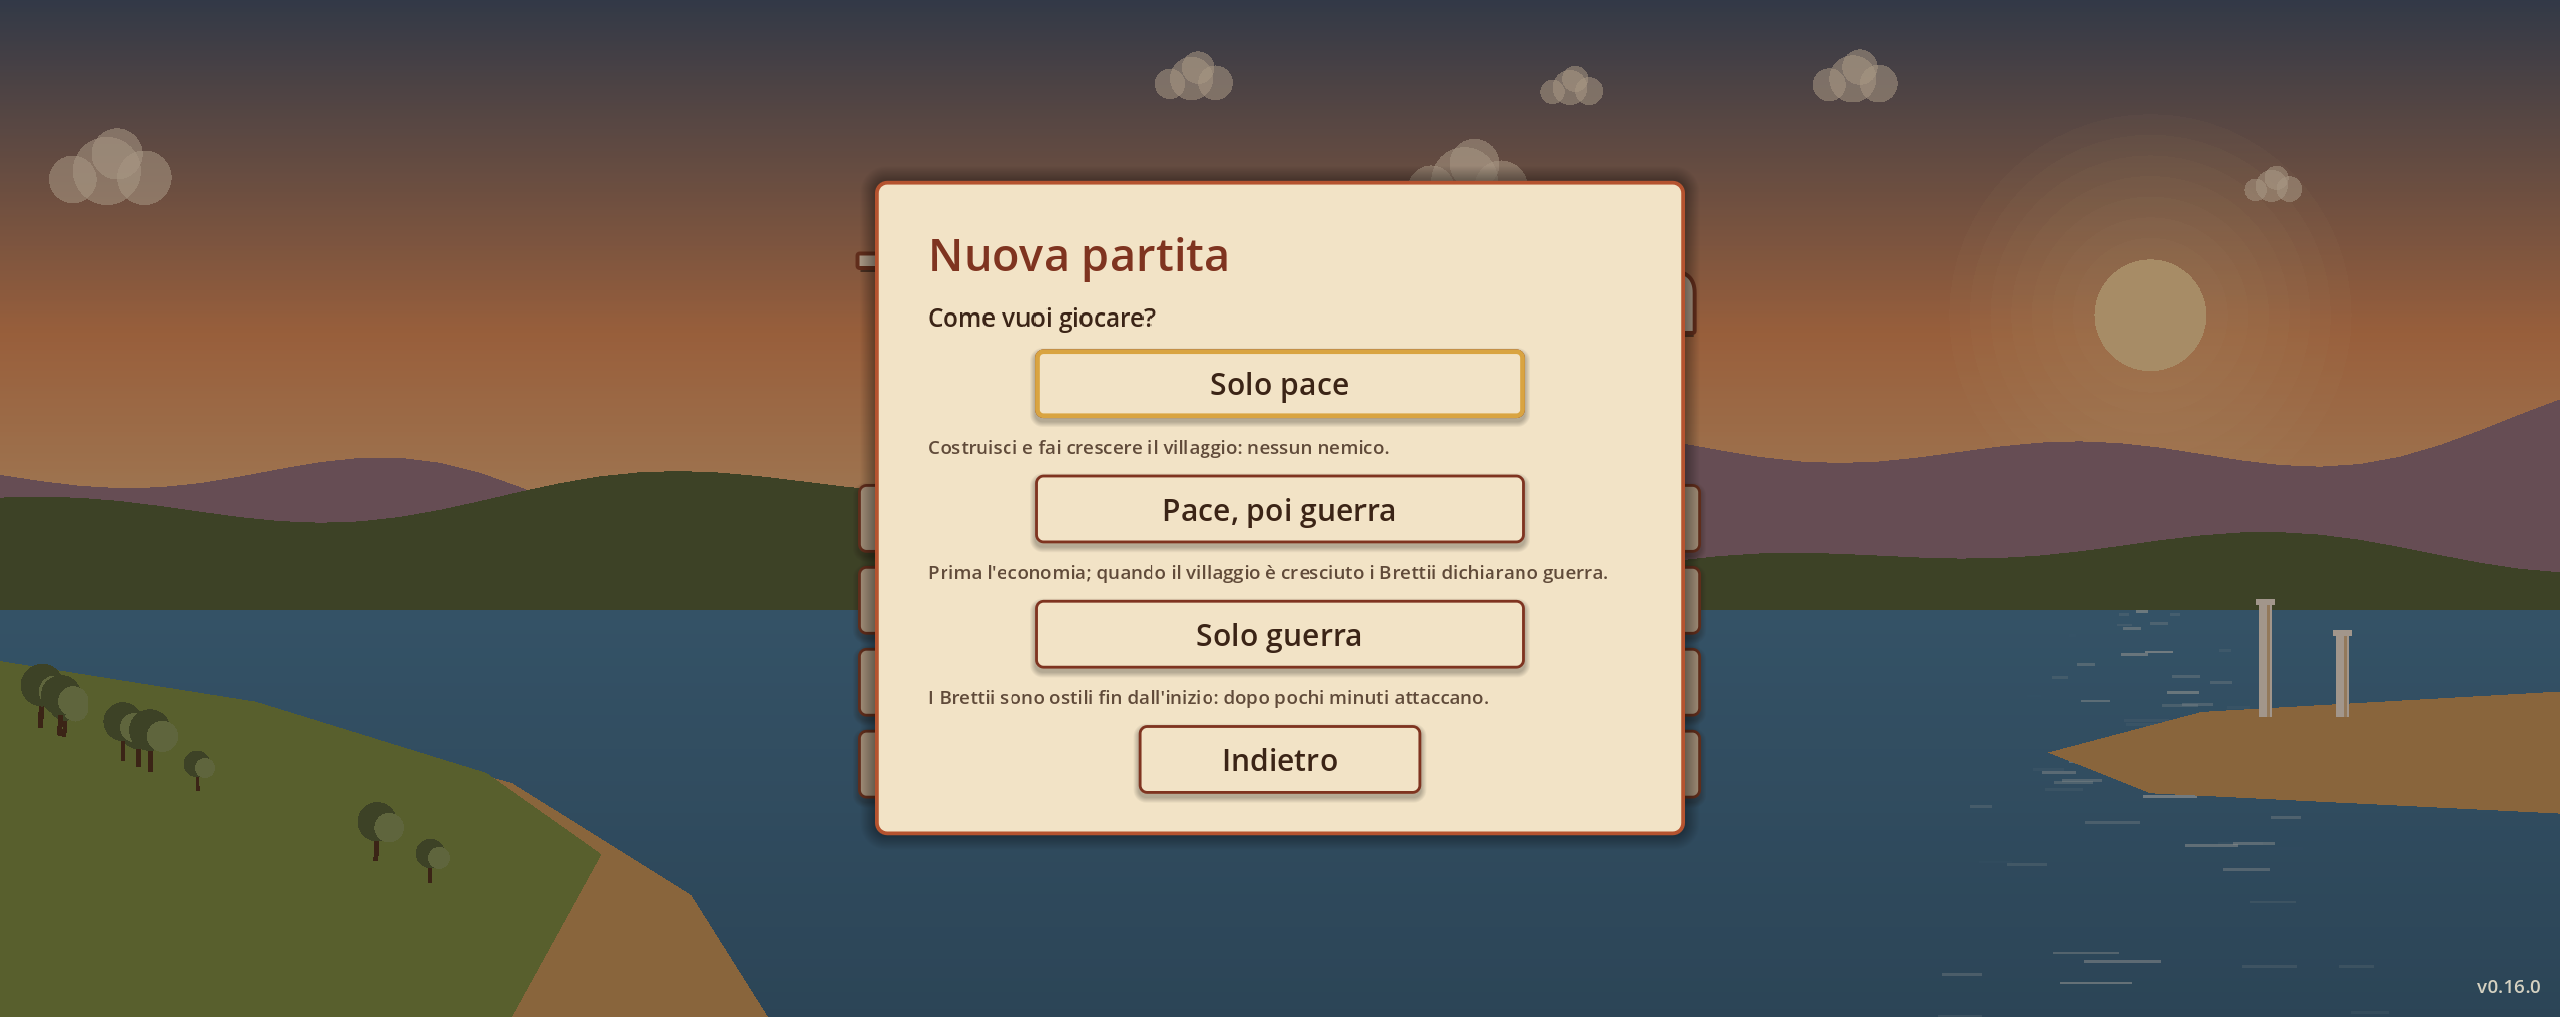 Nuova partita
Come vuoi giocare?
Solo pace
Costruisci e fai crescere il villaggio: nessun nemico.
Pace, poi guerra
Prima l'economia; quando il villaggio è cresciuto i Brettii dichiarano guerra.
Solo guerra
I Brettii sono ostili fin dall'inizio: dopo pochi minuti attaccano.
Indietro
v0.16.0